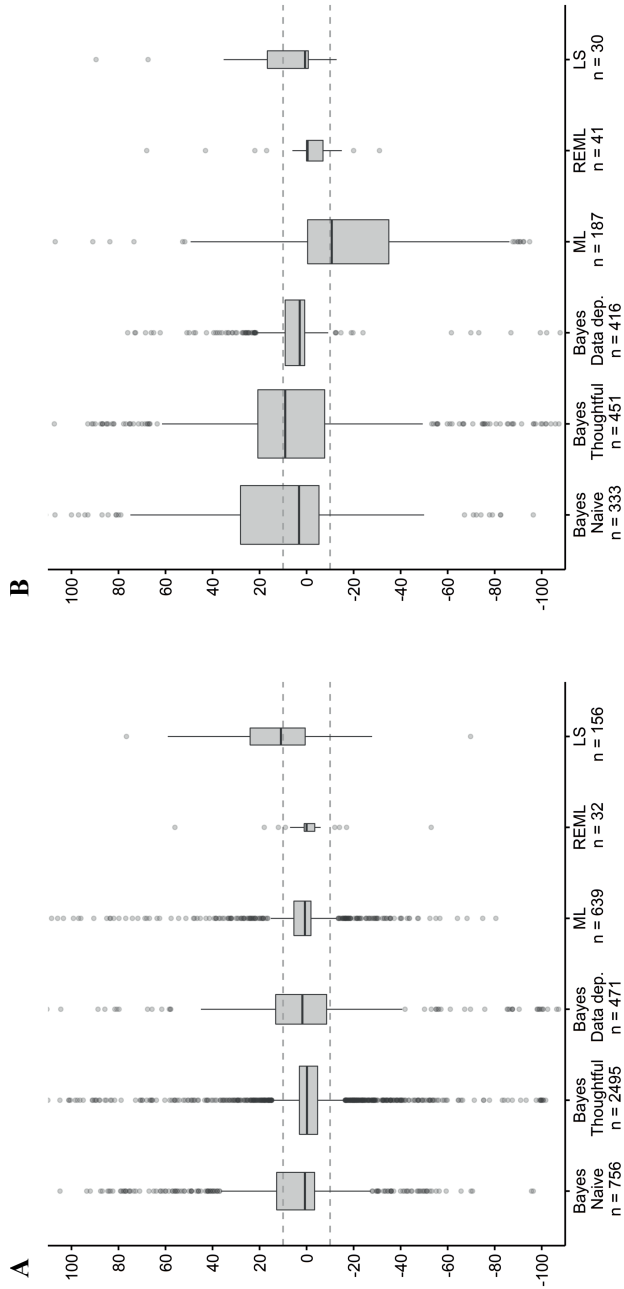 A
100
80
60
40
20
0
-20
-40
-60
-80
-100
Bayes
Naive
n = 756
Bayes
Thoughtful
n = 2495
Bayes
Data dep.
n = 471
ML
n = 639
REML
n = 32
LS
n = 156
B
100
80
60
40
20
0
-20
-40
-60
-80
-100
Bayes
Naive
n = 333
Bayes
Thoughtful
n = 451
Bayes
Data dep.
n = 416
ML
n = 187
REML
n = 41
LS
n = 30